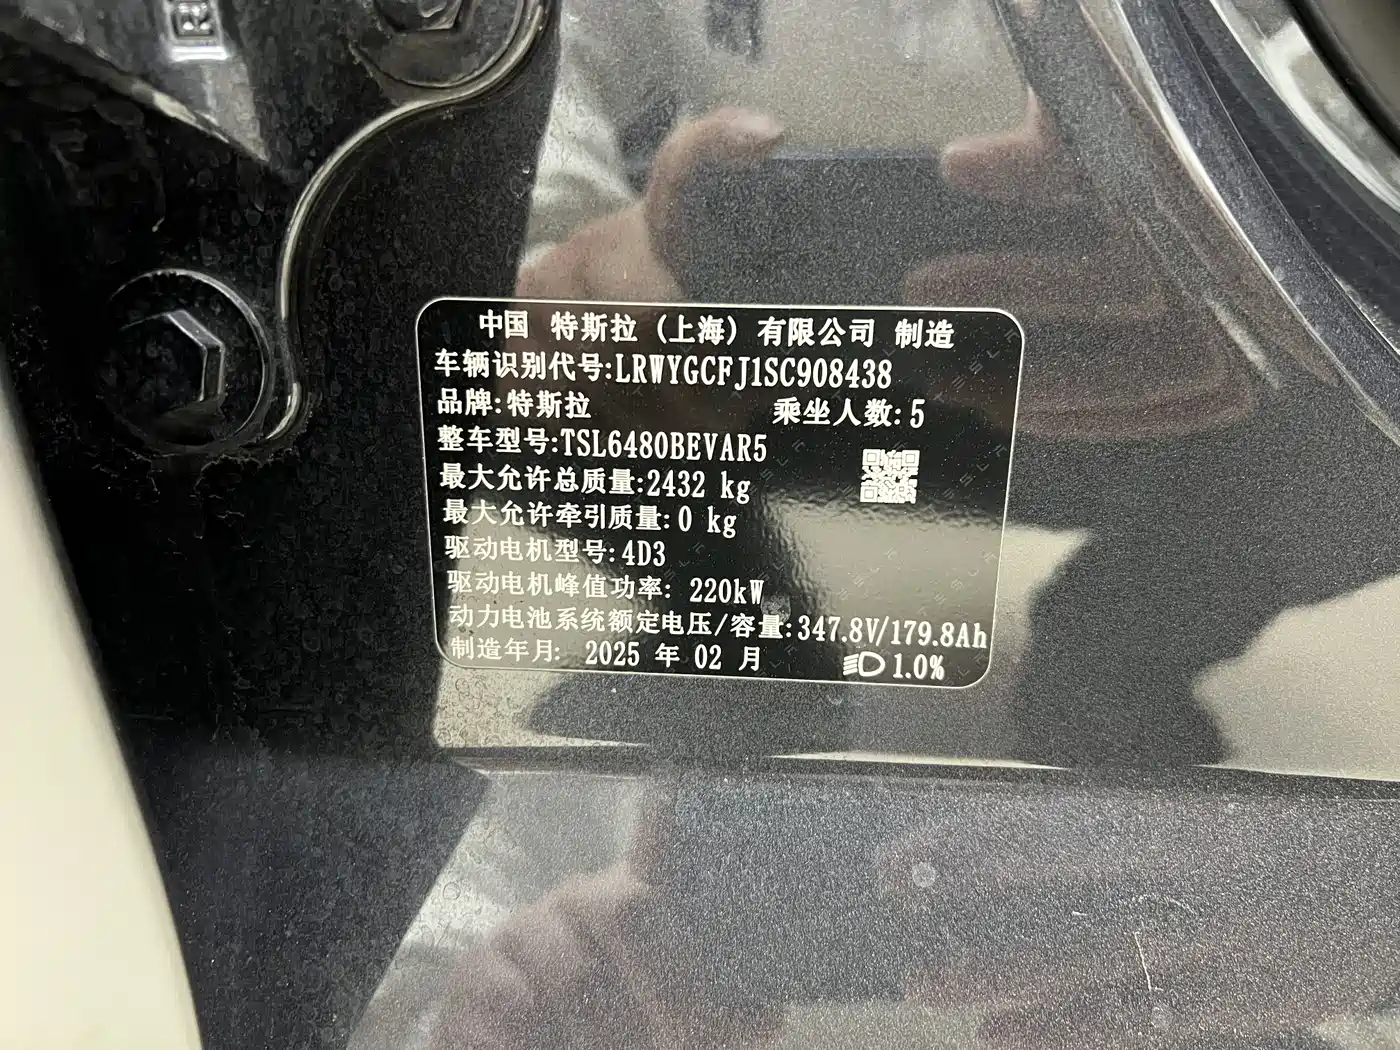 中国 特斯拉 (上海) 有限公司 制造
车辆识别代号:LRWYGCFJ1SC908438
品牌:特斯拉 乘坐人数:5
整车型号:TSL6480BEVAR5
最大允许总质量:2432 kg
最大允许牵引质量:0 kg
驱动电机型号:4D3
驱动电机峰值功率: 220kW
动力电池系统额定电压/容量:347.8V/179.8Ah
制造年月: 2025 年 02 月 1.0%